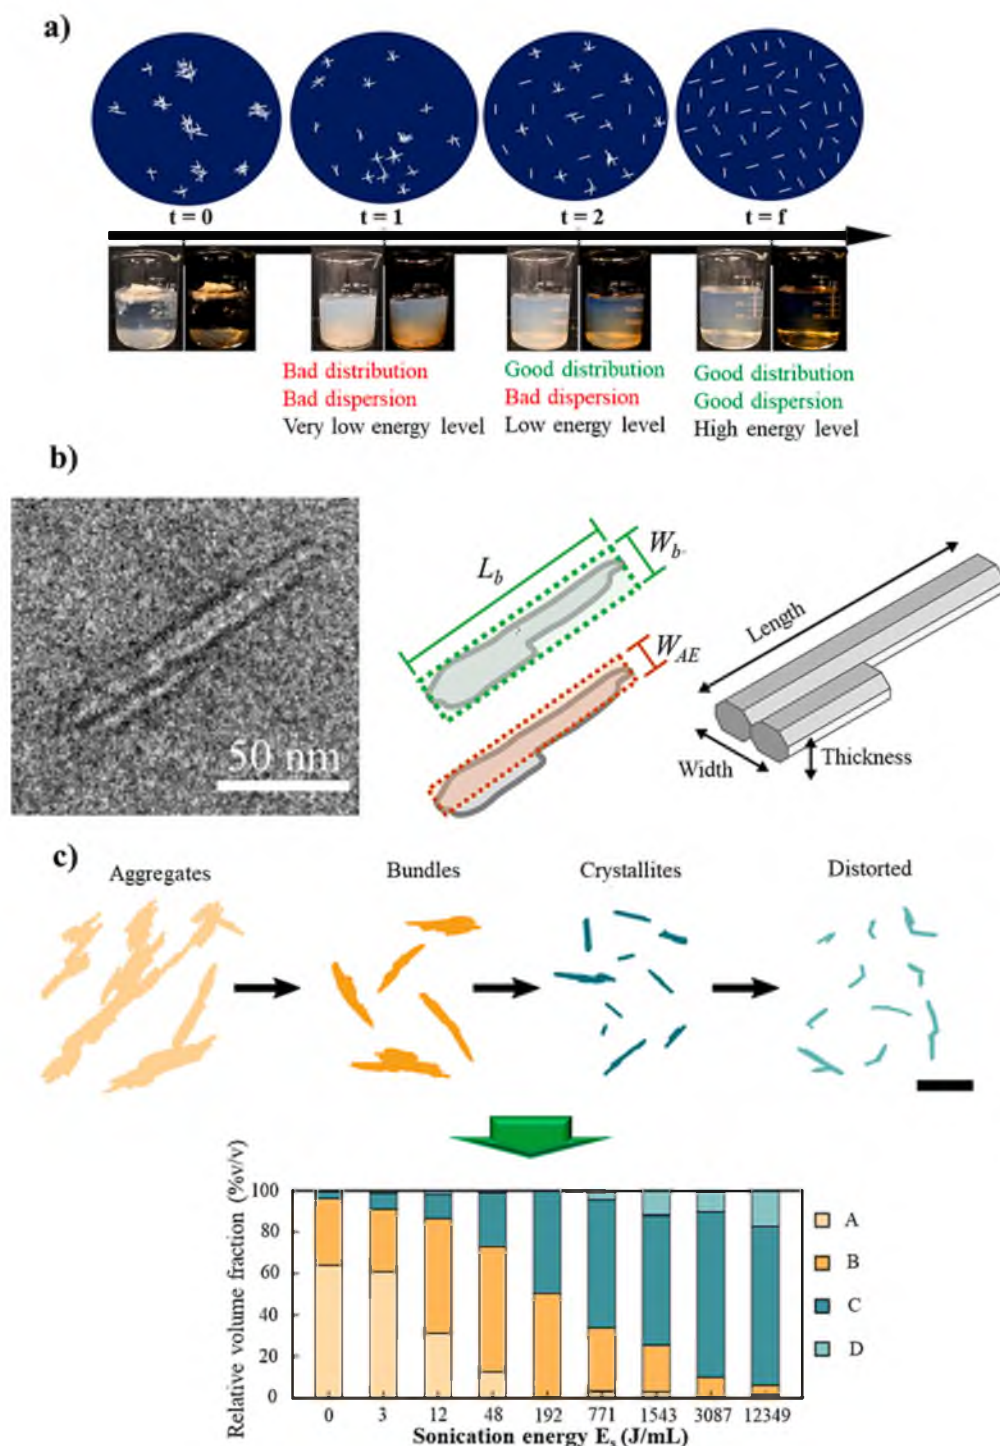 a)
t = 0
t = 1
t = 2
t = f
Bad distribution
Bad dispersion
Very low energy level
Good distribution
Bad dispersion
Low energy level
Good distribution
Good dispersion
High energy level
b)
50 nm
L_b
W_b
W_AE
Length
Width
Thickness
c)
Aggregates
Bundles
Crystallites
Distorted
Relative volume fraction (%v/v)
100
80
60
40
20
0
0 3 12 48 192 771 1543 3087 12349
Sonication energy E_s (J/mL)
A
B
C
D